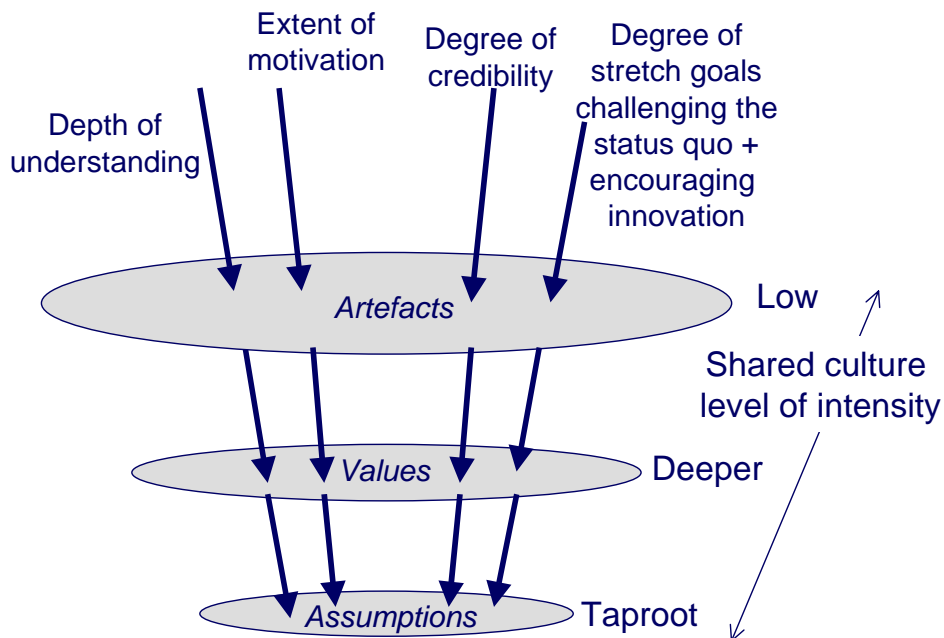 Extent of
motivation
Degree of
credibility
Degree of
stretch goals
challenging the
status quo +
encouraging
innovation
Depth of
understanding
Artefacts
Low
Shared culture
level of intensity
Values
Deeper
Assumptions
Taproot